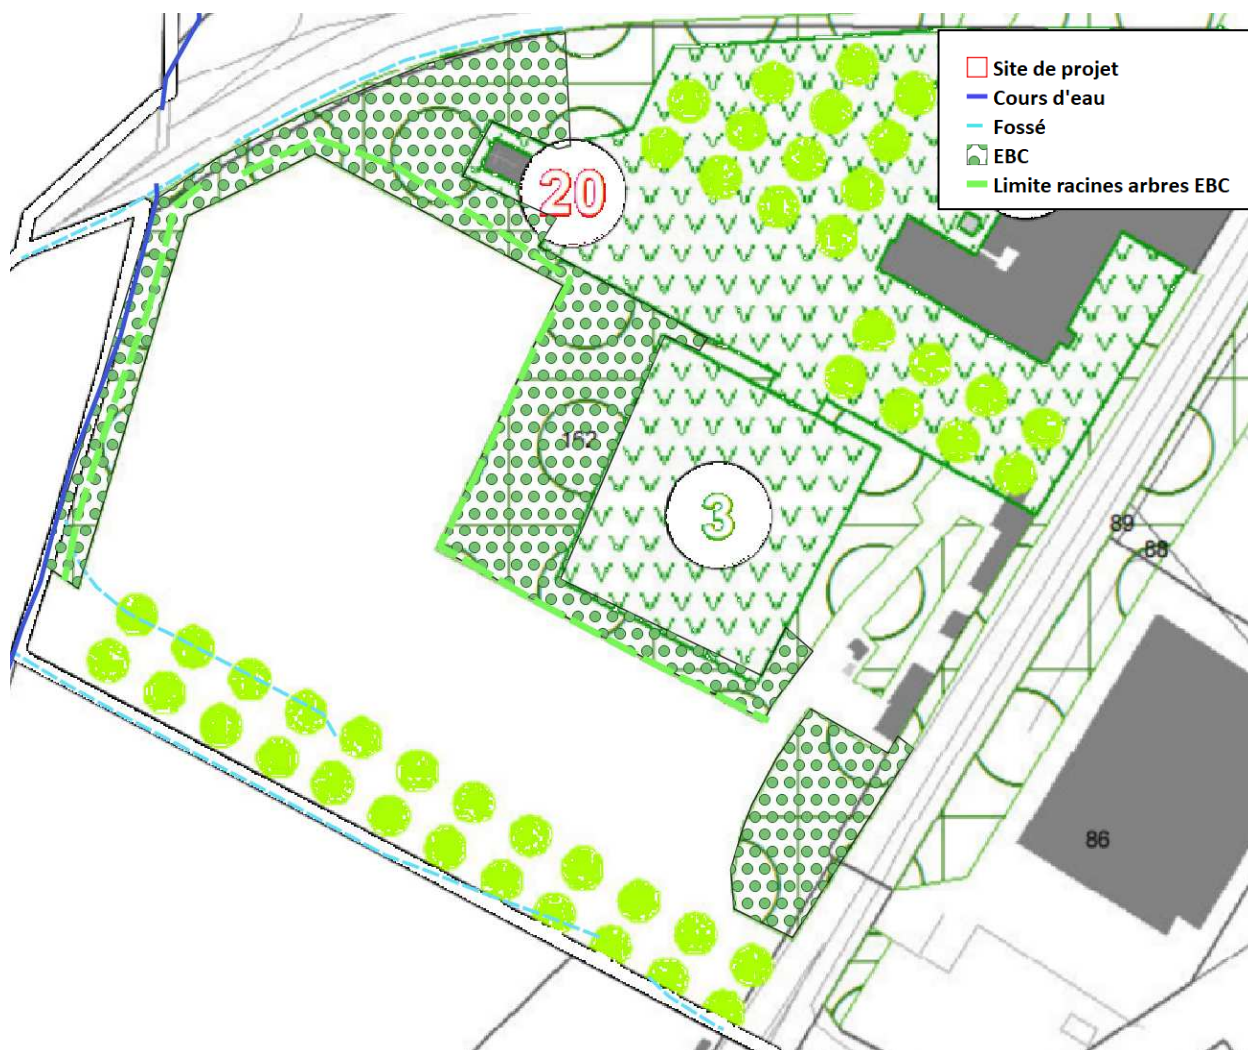 Site de projet
Cours d'eau
Fossé
EBC
Limite racines arbres EBC
20
162
3
89
88
86